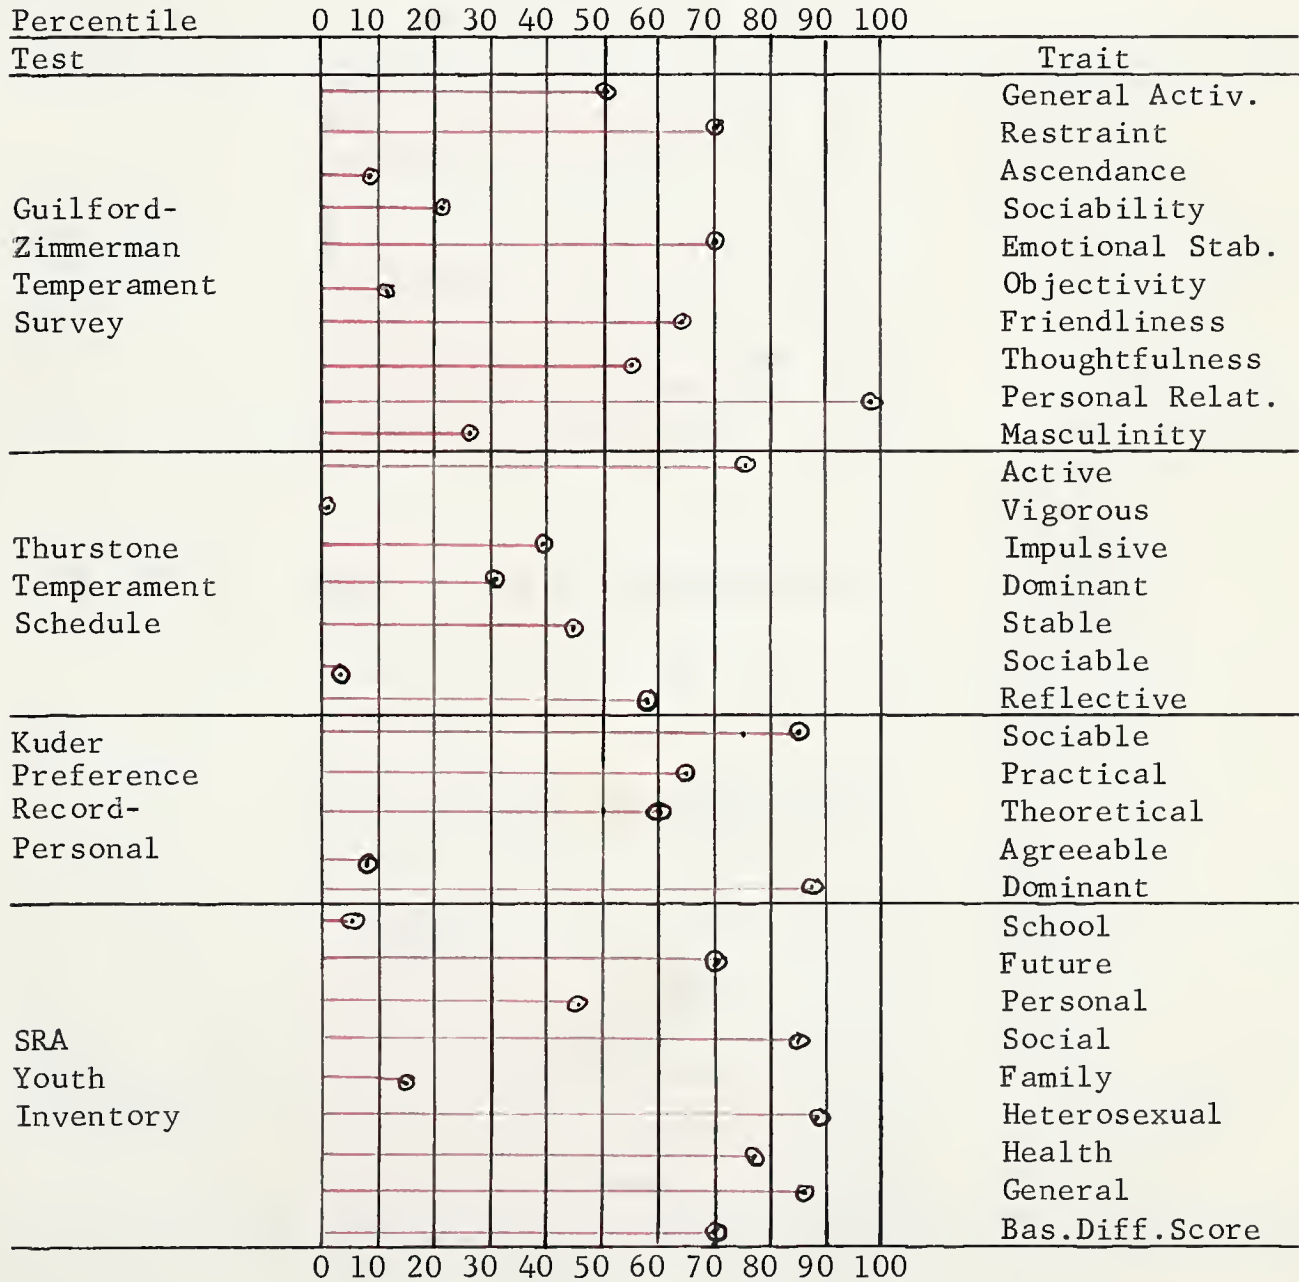 Percentile 0 10 20 30 40 50 60 70 80 90 100
Test Trait
General Activ.
Restraint
Ascendance
Guilford- Sociability
Zimmerman Emotional Stab.
Temperament Objectivity
Survey Friendliness
Thoughtfulness
Personal Relat.
Masculinity
Active
Vigorous
Thurstone Impulsive
Temperament Dominant
Schedule Stable
Sociable
Reflective
Kuder Sociable
Preference Practical
Record- Theoretical
Personal Agreeable
Dominant
School
Future
Personal
SRA Social
Youth Family
Inventory Heterosexual
Health
General
Bas.Diff.Score
0 10 20 30 40 50 60 70 80 90 100